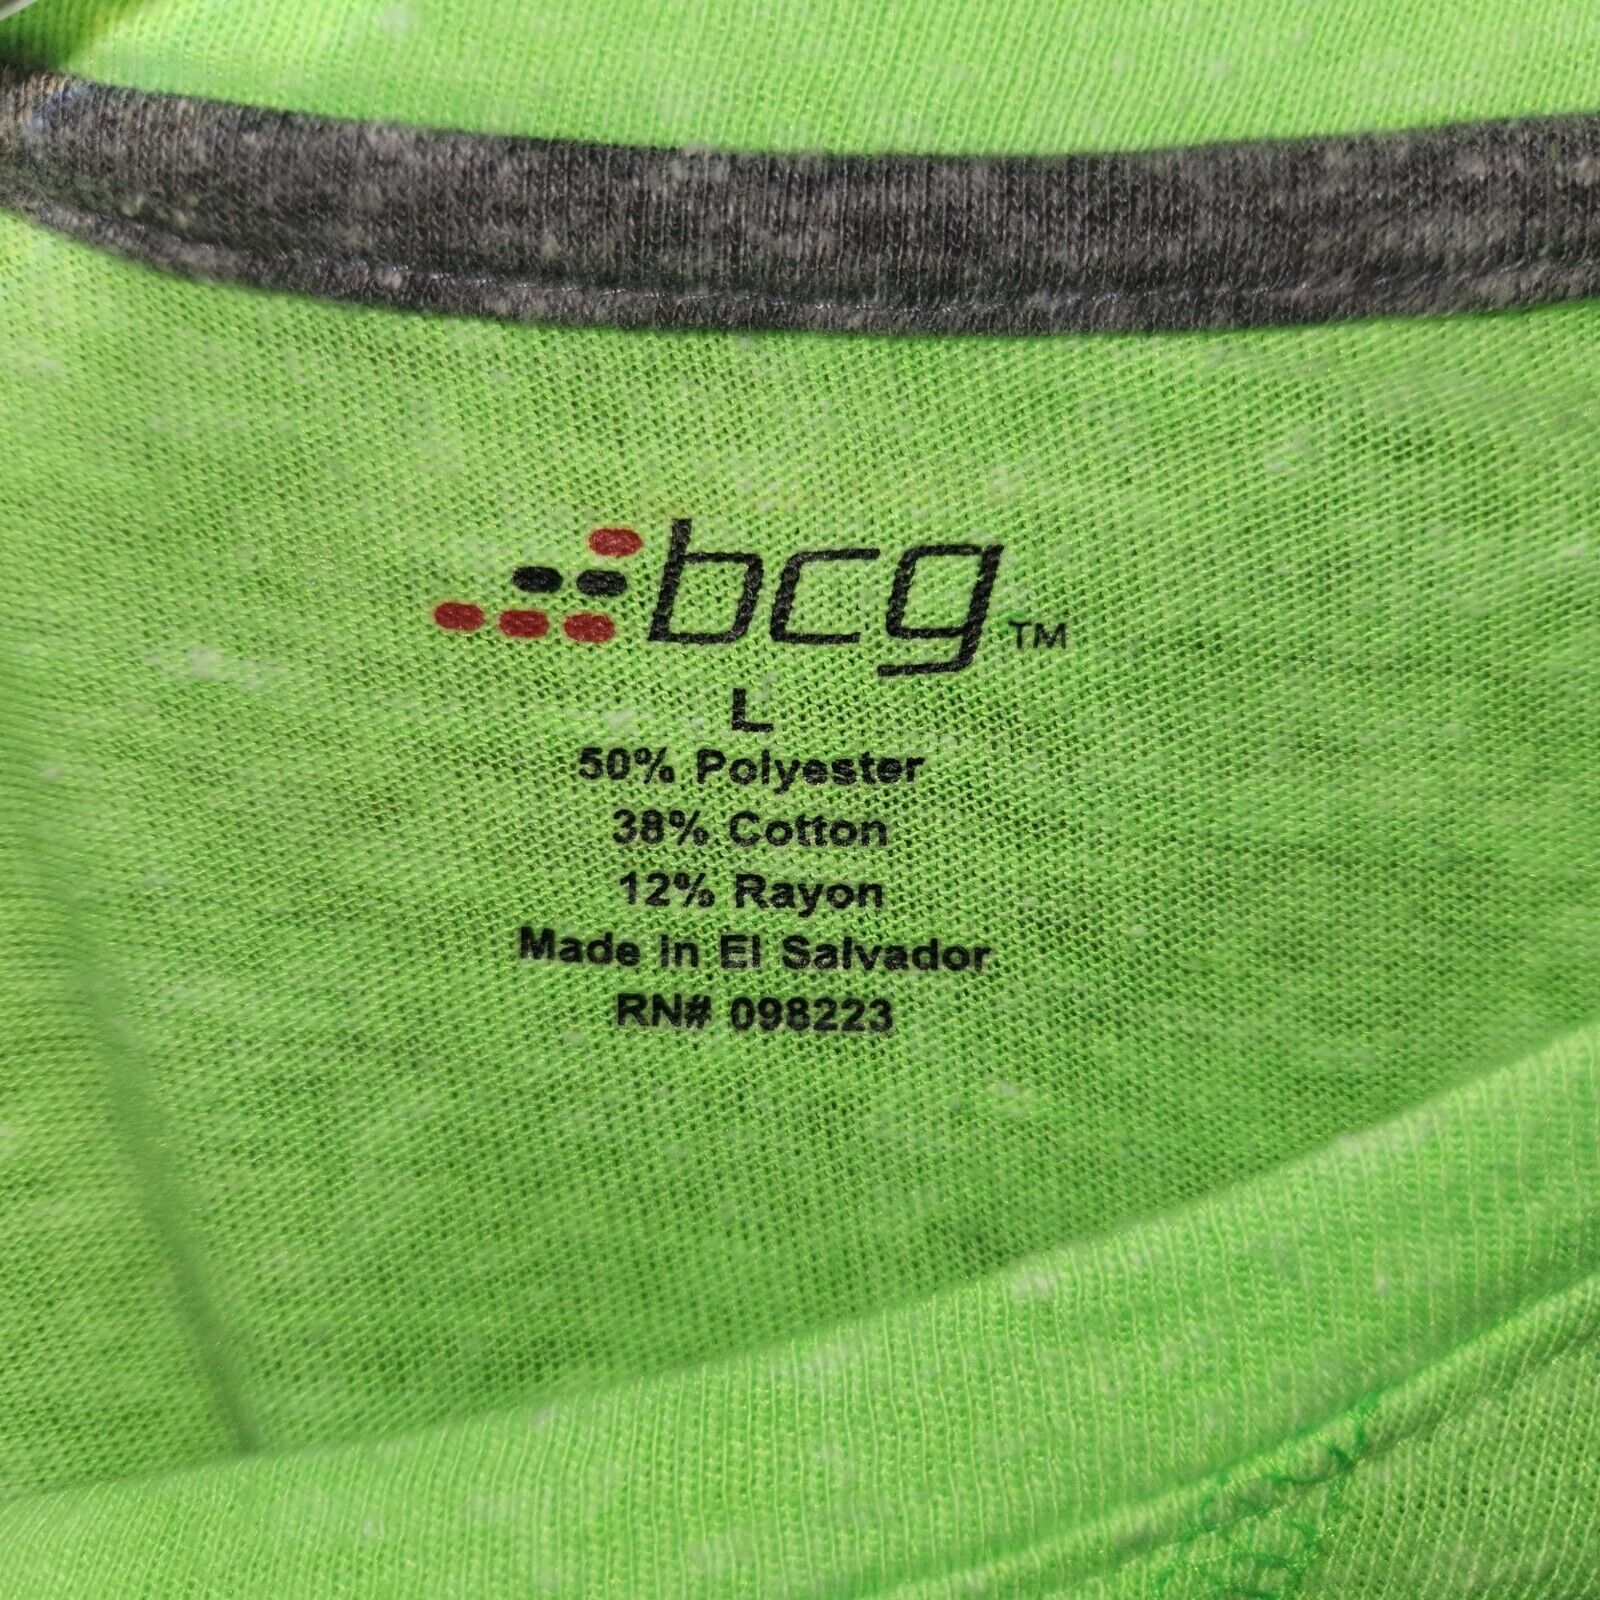 bcg™
L
50% Polyester
38% Cotton
12% Rayon
Made in El Salvador
RN# 098223